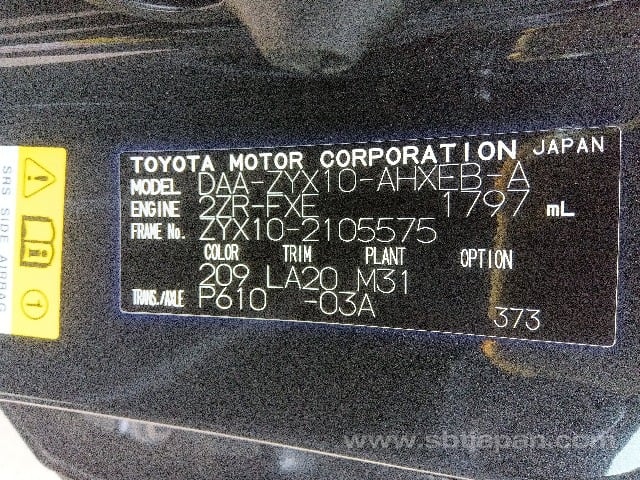 TOYOTA MOTOR CORPORATION JAPAN
MODEL DAA-ZYX10-AHXEB-A
ENGINE 2ZR-FXE 1797 mL
FRAME No. ZYX10-2105575
COLOR TRIM PLANT OPTION
209 LA20 M31
TRANS./AXLE P610 -03A
373
SRS SIDE AIRBAG
1
www.sbtjapan.com